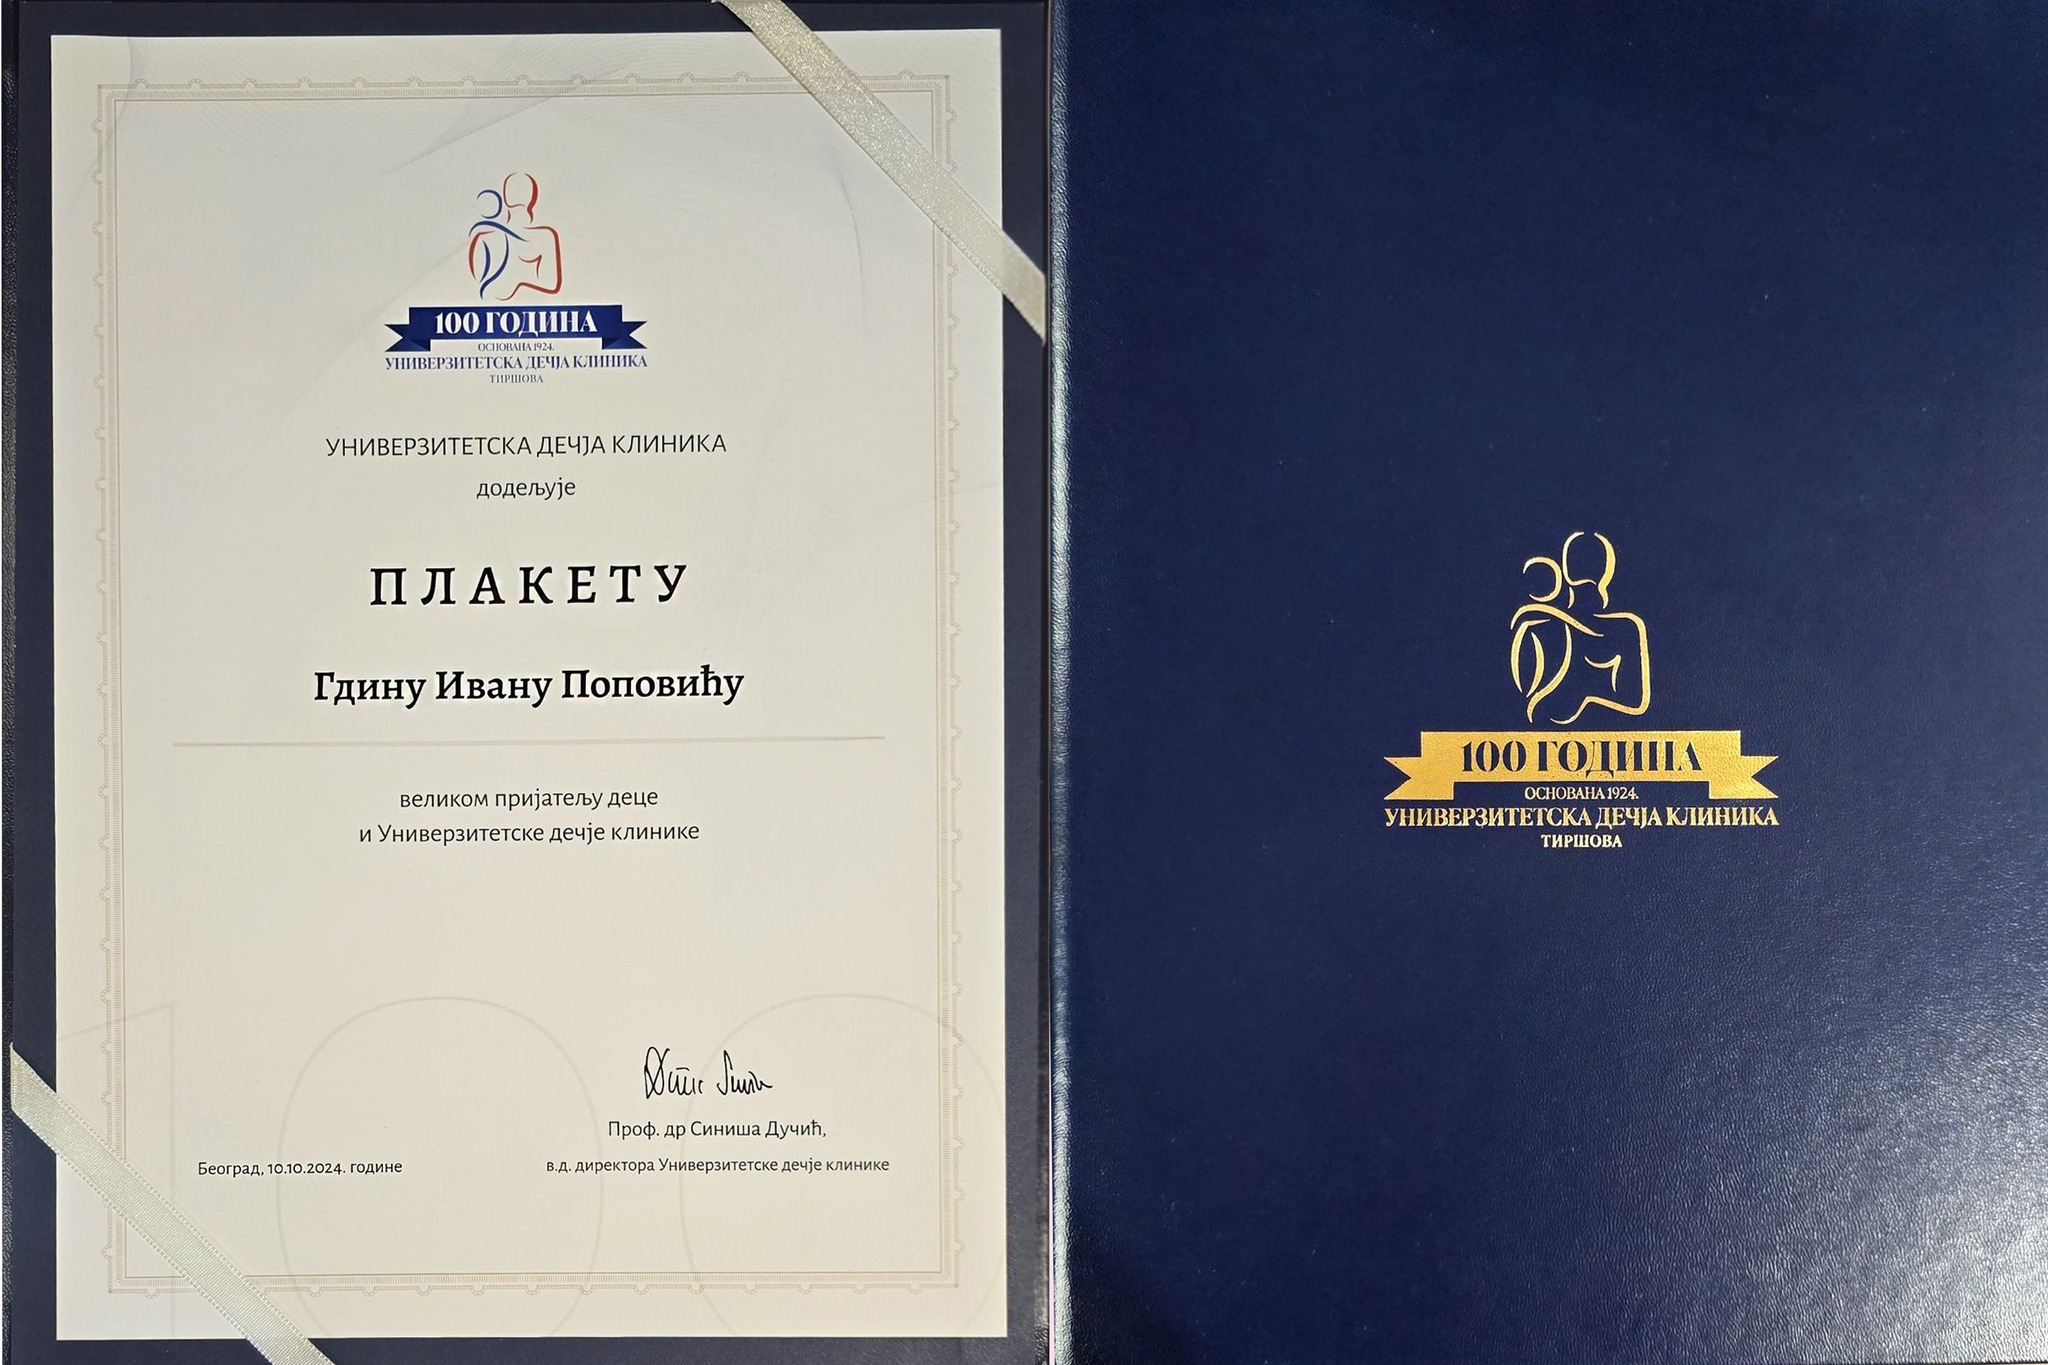 100 ГОДИНА
ОСНОВАНА 1924.
УНИВЕРЗИТЕТСКА ДЕЧЈА КЛИНИКА
ТИРШОВА
УНИВЕРЗИТЕТСКА ДЕЧЈА КЛИНИКА
додељује
ПЛАКЕТУ
Гдину Ивану Поповићу
великом пријатељу деце
и Универзитетске дечје клинике
Проф. др Синиша Дучић,
в.д. директора Универзитетске дечје клинике
Београд, 10.10.2024. године
100 ГОДИНА
ОСНОВАНА 1924.
УНИВЕРЗИТЕТСКА ДЕЧЈА КЛИНИКА
ТИРШОВА